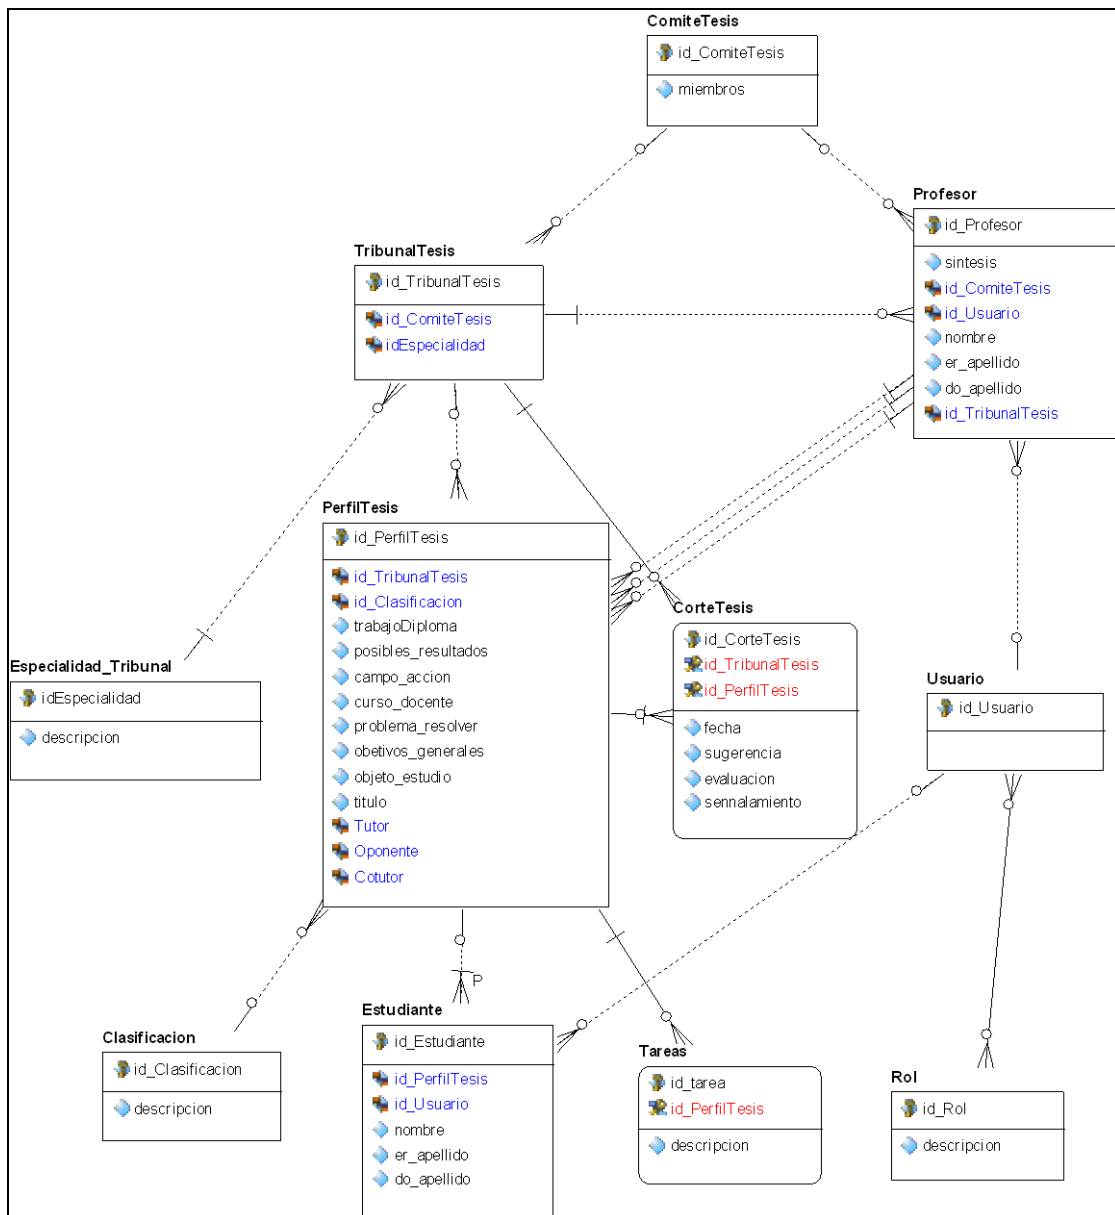 ComiteTesis
id_ComiteTesis
miembros
Profesor
id_Profesor
sintesis
id_ComiteTesis
id_Usuario
nombre
er_apellido
do_apellido
id_TribunalTesis
TribunalTesis
id_TribunalTesis
id_ComiteTesis
idEspecialidad
PerfilTesis
id_PerfilTesis
id_TribunalTesis
id_Clasificacion
trabajoDiploma
posibles_resultados
campo_accion
curso_docente
problema_resolver
obetivos_generales
objeto_estudio
titulo
Tutor
Oponente
Cotutor
CorteTesis
id_CorteTesis
id_TribunalTesis
id_PerfilTesis
fecha
sugerencia
evaluacion
sennalamiento
Especialidad_Tribunal
idEspecialidad
descripcion
Usuario
id_Usuario
P
Clasificacion
id_Clasificacion
descripcion
Estudiante
id_Estudiante
id_PerfilTesis
id_Usuario
nombre
er_apellido
do_apellido
Tareas
id_tarea
id_PerfilTesis
descripcion
Rol
id_Rol
descripcion